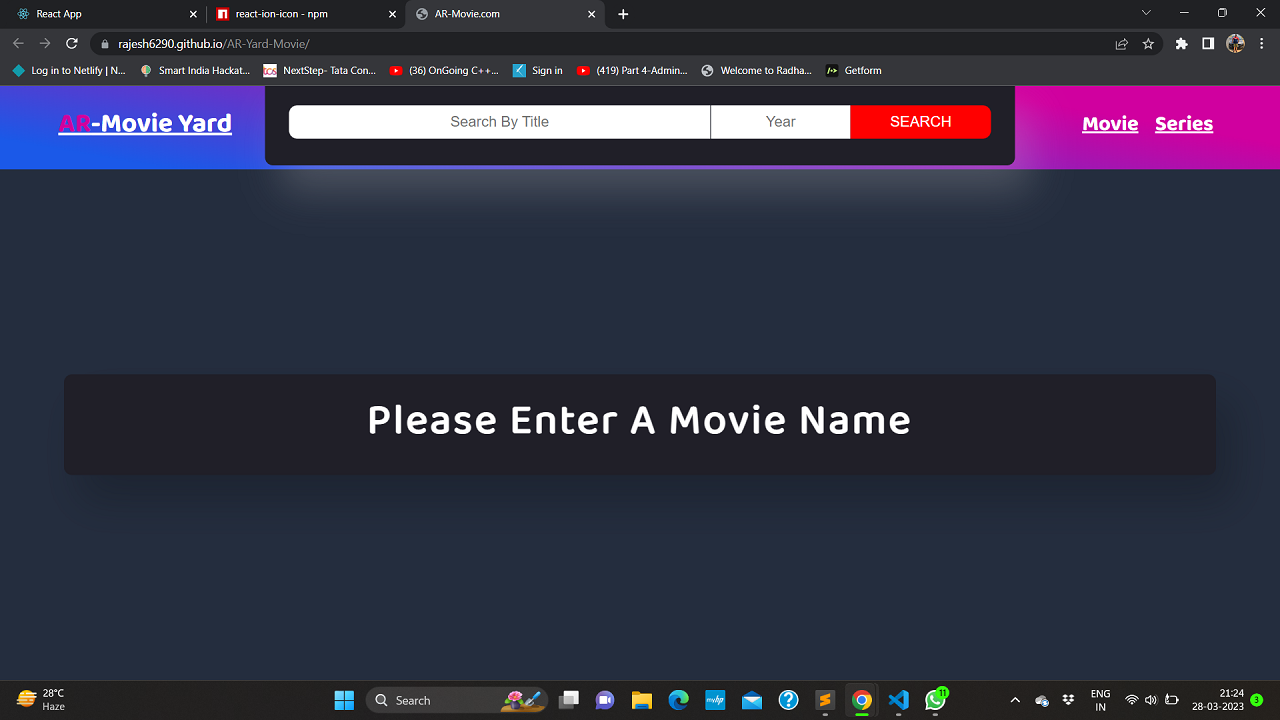 React App
react-ion-icon - npm
AR-Movie.com
rajesh6290.github.io/AR-Yard-Movie/
Log in to Netlify | N...
Smart India Hackat...
NextStep- Tata Con...
(36) OnGoing C++...
Sign in
(419) Part 4-Admin...
Welcome to Radha...
Getform
AR-Movie Yard
Search By Title
Year
SEARCH
Movie
Series
Please Enter A Movie Name
28°C
Haze
Search
11
ENG
IN
21:24
28-03-2023
3